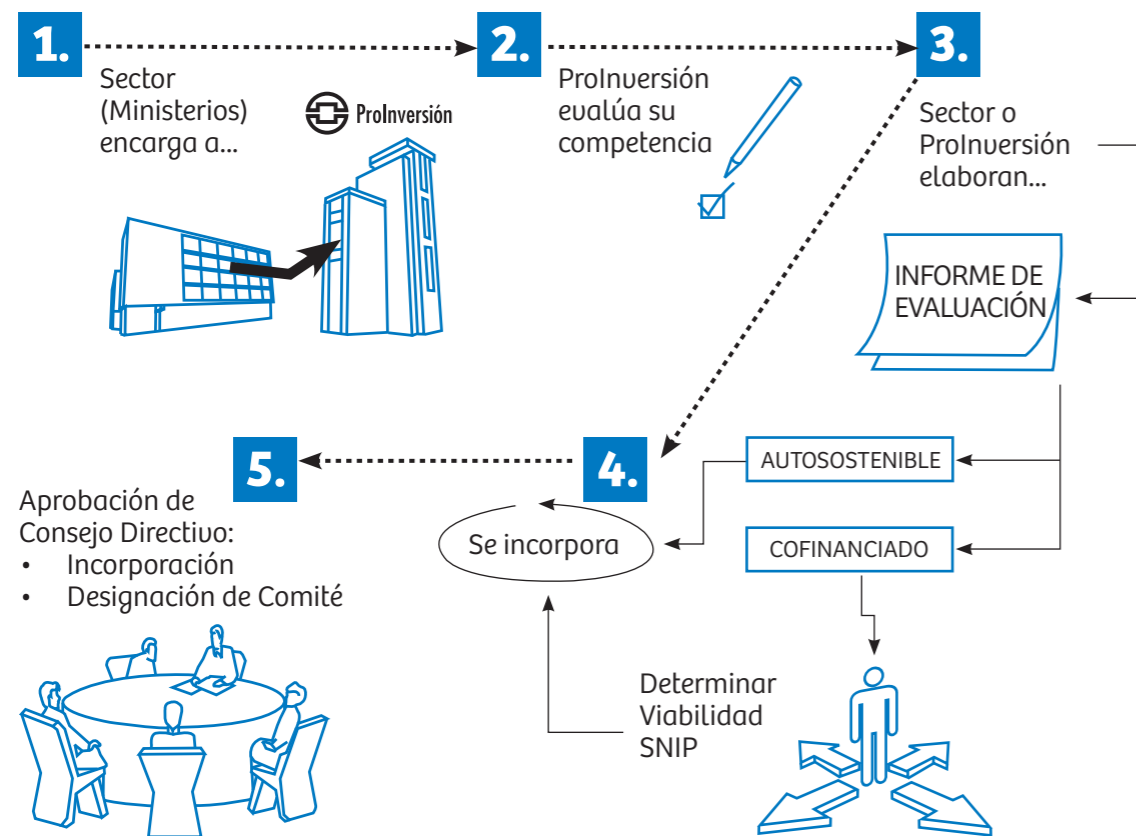 1.
Sector
(Ministerios)
encarga a...
ProInversión
2.
ProInversión
evalúa su
competencia
3.
Sector o
ProInversión
elaboran...
INFORME DE
EVALUACIÓN
AUTOSOSTENIBLE
COFINANCIADO
4.
Se incorpora
Determinar
Viabilidad
SNIP
5.
Aprobación de
Consejo Directivo:
• Incorporación
• Designación de Comité